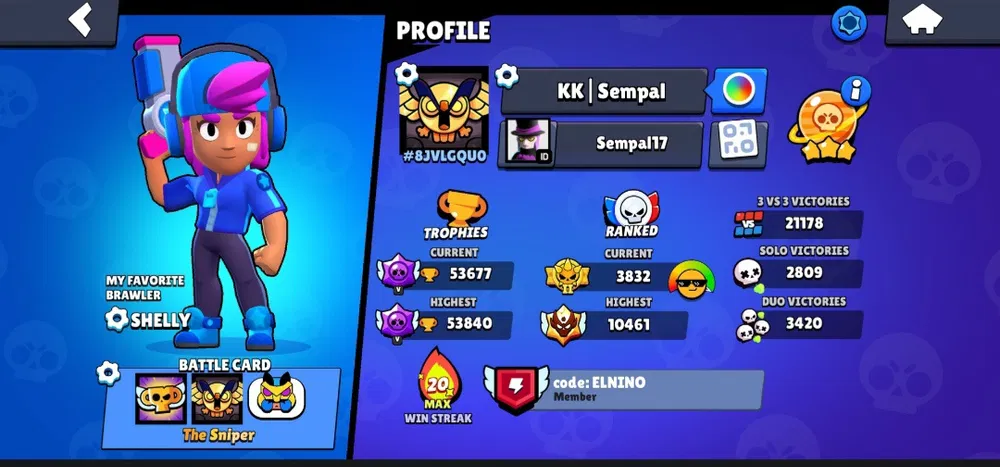 PROFILE
KK | Sempal
#8JVLGQU0
Sempal17
ID
i
TROPHIES
CURRENT
53677
HIGHEST
53840
RANKED
CURRENT
3832
II
HIGHEST
10461
3 VS 3 VICTORIES
VS
21178
SOLO VICTORIES
2809
DUO VICTORIES
3420
20
MAX
WIN STREAK
code: ELNINO
Member
MY FAVORITE
BRAWLER
SHELLY
BATTLE CARD
The Sniper